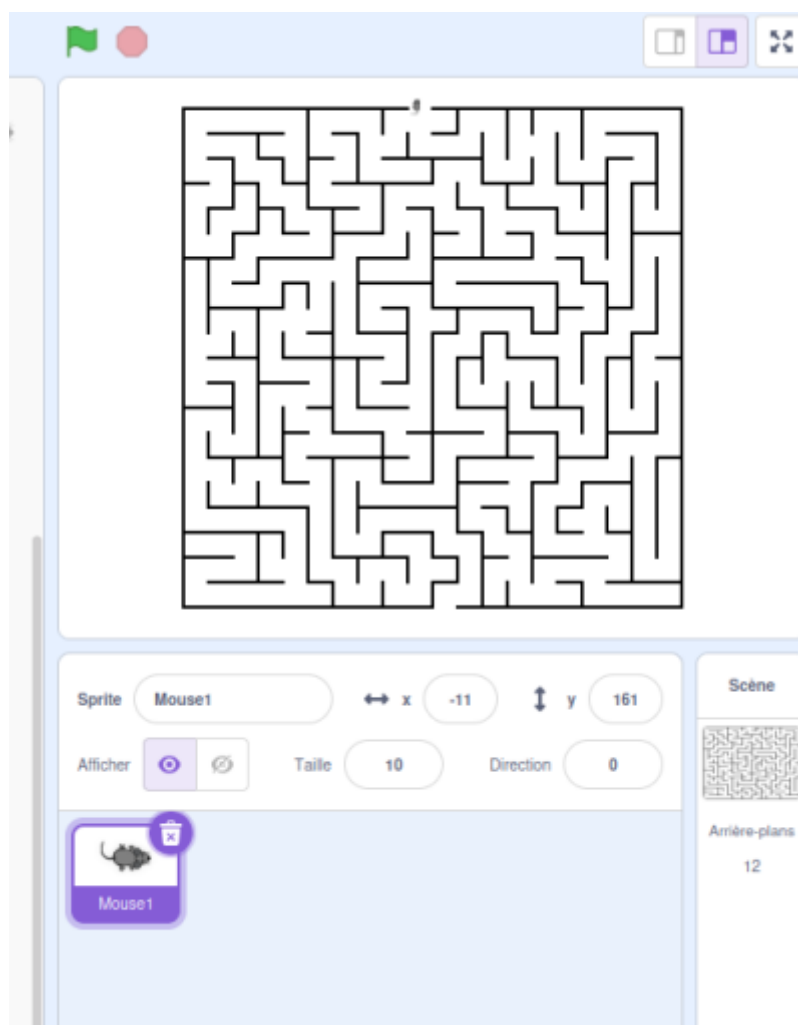 Sprite Mouse1 x -11 y 161
Afficher Taille 10 Direction 0
Mouse1
Scène
Arrière-plans
12